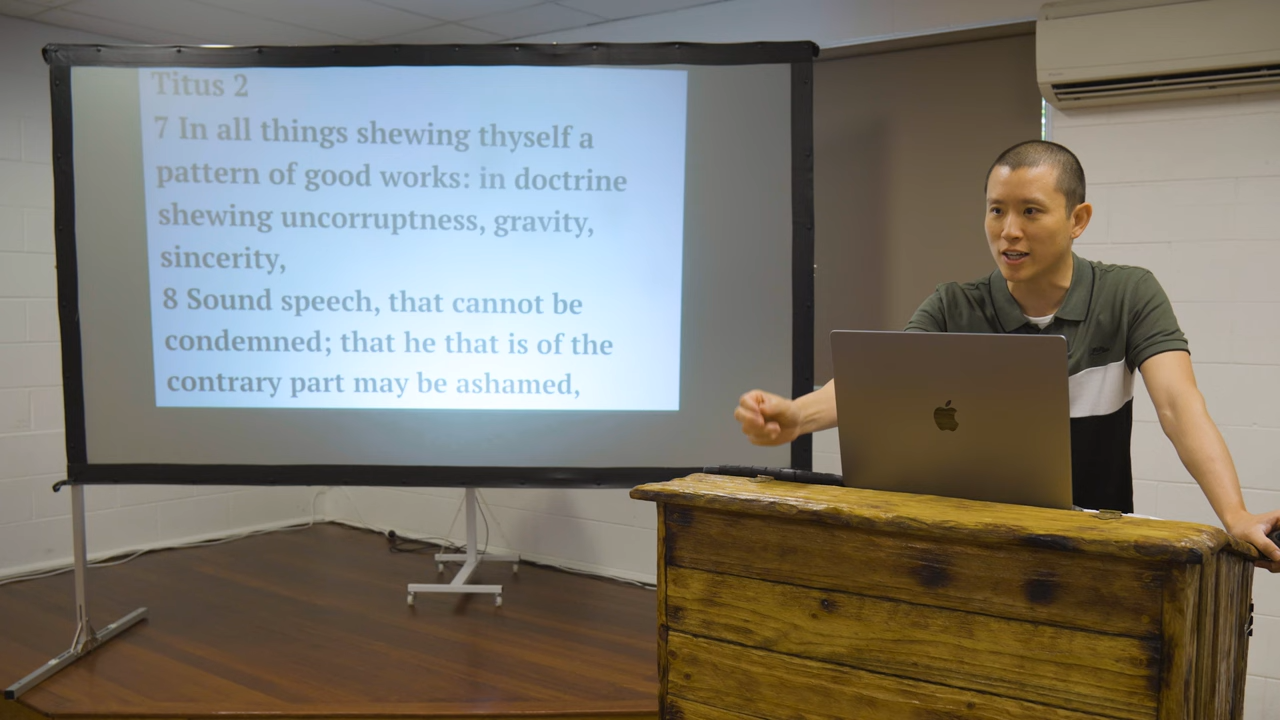 Titus 2
7 In all things shewing thyself a
pattern of good works: in doctrine
shewing uncorruptness, gravity,
sincerity,
8 Sound speech, that cannot be
condemned; that he that is of the
contrary part may be ashamed,